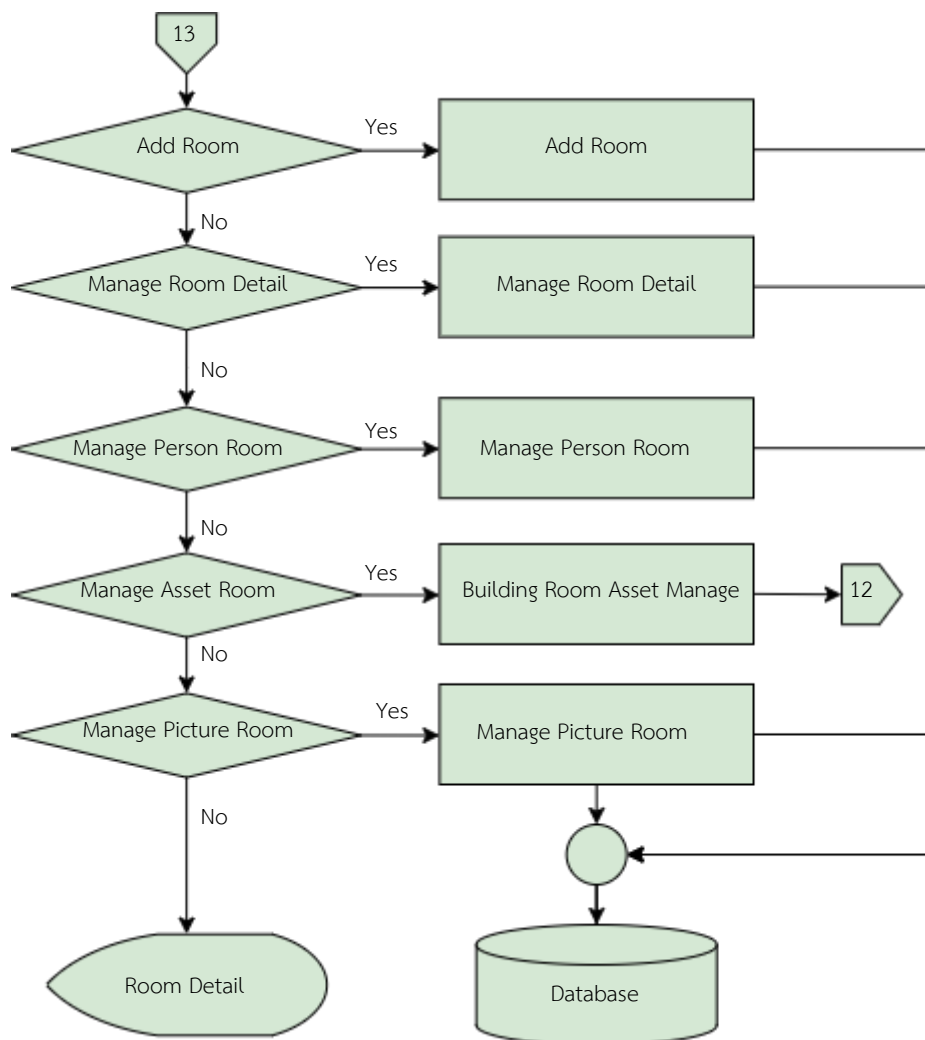 13
Add Room
Yes
Add Room
No
Manage Room Detail
Yes
Manage Room Detail
No
Manage Person Room
Yes
Manage Person Room
No
Manage Asset Room
Yes
Building Room Asset Manage
12
No
Manage Picture Room
Yes
Manage Picture Room
No
Room Detail
Database